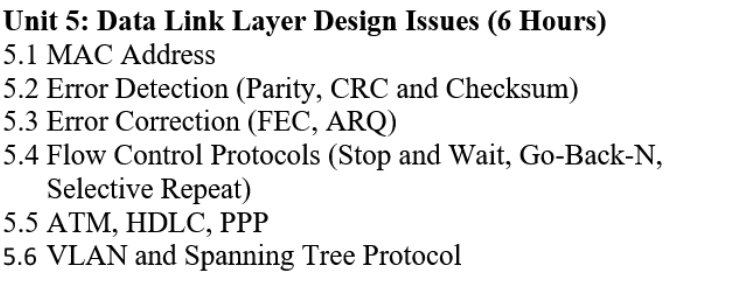 Unit 5: Data Link Layer Design Issues (6 Hours)
5.1 MAC Address
5.2 Error Detection (Parity, CRC and Checksum)
5.3 Error Correction (FEC, ARQ)
5.4 Flow Control Protocols (Stop and Wait, Go-Back-N,
Selective Repeat)
5.5 ATM, HDLC, PPP
5.6 VLAN and Spanning Tree Protocol